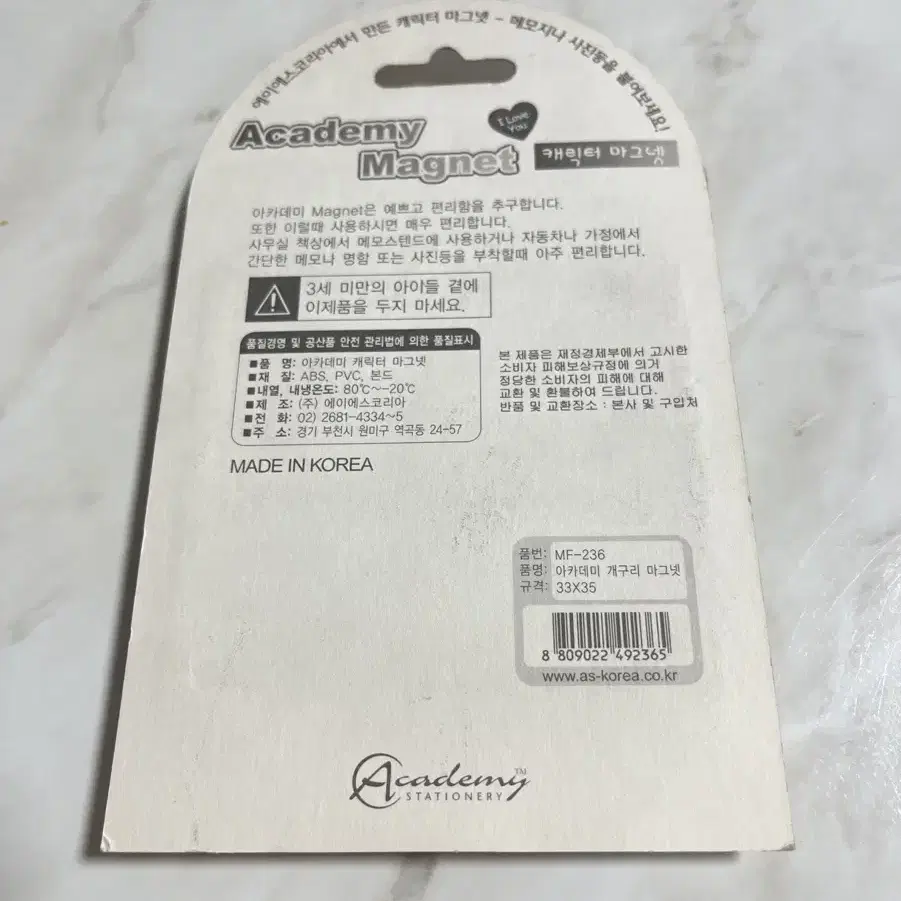 에이에스코리아에서 만든 캐릭터 마그넷 - 메모지나 사진등을 붙여보세요!
Academy
Magnet
I Love
You
캐릭터 마그넷
아카데미 Magnet은 예쁘고 편리함을 추구합니다.
또한 이럴때 사용하시면 매우 편리합니다.
사무실 책상에서 메모스텐드에 사용하거나 자동차나 가정에서
간단한 메모나 명함 또는 사진등을 부착할때 아주 편리합니다.
3세 미만의 아이들 곁에
이제품을 두지 마세요.
품질경영 및 공산품 안전 관리법에 의한 품질표시
■품 명: 아카데미 캐릭터 마그넷
■재 질: ABS, PVC, 본드
■내열, 내냉온도: 80℃~-20℃
■제 조: (주) 에이에스코리아
■전 화: 02) 2681-4334~5
■주 소: 경기 부천시 원미구 역곡동 24-57
본 제품은 재정경제부에서 고시한
소비자 피해보상규정에 의거
정당한 소비자의 피해에 대해
교환 및 환불하여 드립니다.
반품 및 교환장소 : 본사 및 구입처
MADE IN KOREA
품번: MF-236
품명: 아카데미 개구리 마그넷
규격: 33X35
8 809022 492365
www.as-korea.co.kr
Academy™
STATIONERY